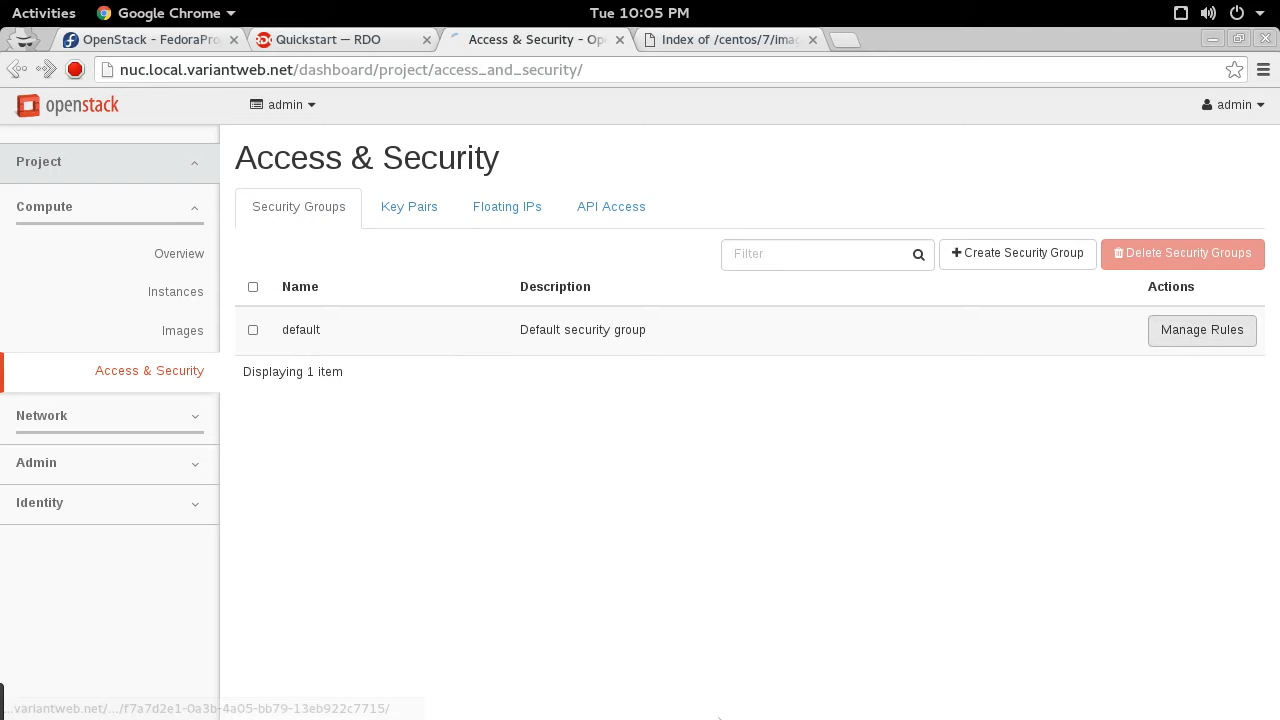 Activities Google Chrome Tue 10:05 PM
OpenStack - FedoraPro Quickstart — RDO Access & Security - Op Index of /centos/7/imag
nuc.local.variantweb.net/dashboard/project/access_and_security/
openstack admin admin
Project
Compute
Overview
Instances
Images
Access & Security
Network
Admin
Identity
Access & Security
Security Groups Key Pairs Floating IPs API Access
Filter Create Security Group Delete Security Groups
Name Description Actions
default Default security group Manage Rules
Displaying 1 item
...variantweb.net/.../f7a7d2e1-0a3b-4a05-bb79-13eb922c7715/